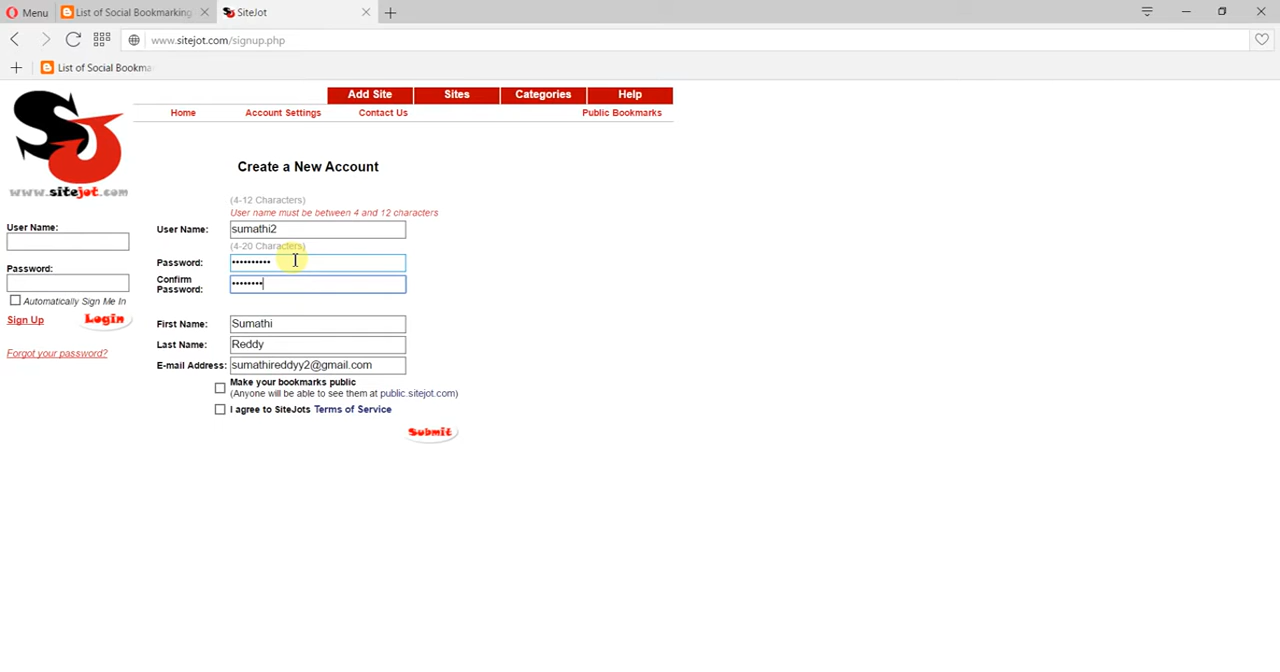 Menu
List of Social Bookmarking
SiteJot
www.sitejot.com/signup.php
List of Social Bookma
SJ
www.sitejot.com
Add Site
Sites
Categories
Help
Home
Account Settings
Contact Us
Public Bookmarks
Create a New Account
(4-12 Characters)
User name must be between 4 and 12 characters
User Name: sumathi2
(4-20 Characters)
Password: ••••••••••
Confirm
Password: ••••••••
First Name: Sumathi
Last Name: Reddy
E-mail Address: sumathireddyy2@gmail.com
Make your bookmarks public
(Anyone will be able to see them at public.sitejot.com)
I agree to SiteJots Terms of Service
Submit
User Name:
Password:
Automatically Sign Me In
Sign Up
Login
Forgot your password?